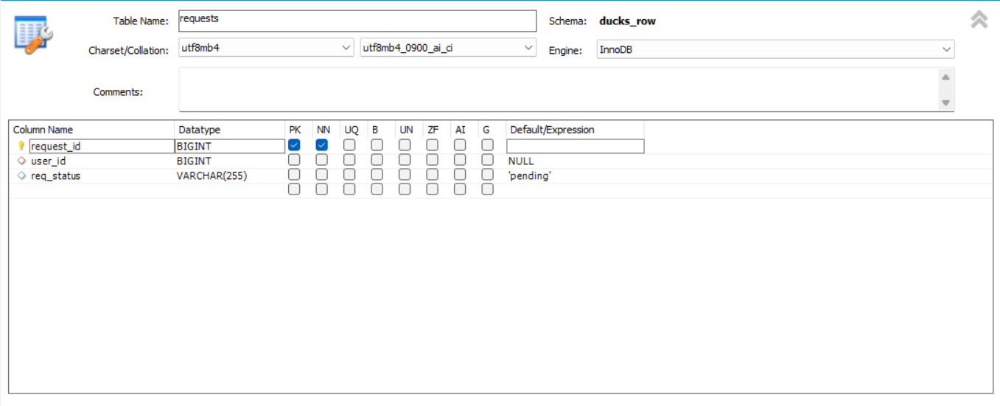 Table Name: requests Schema: ducks_row
Charset/Collation: utf8mb4 utf8mb4_0900_ai_ci Engine: InnoDB
Comments:
Column Name Datatype PK NN UQ B UN ZF AI G Default/Expression
request_id BIGINT
user_id BIGINT NULL
req_status VARCHAR(255) 'pending'